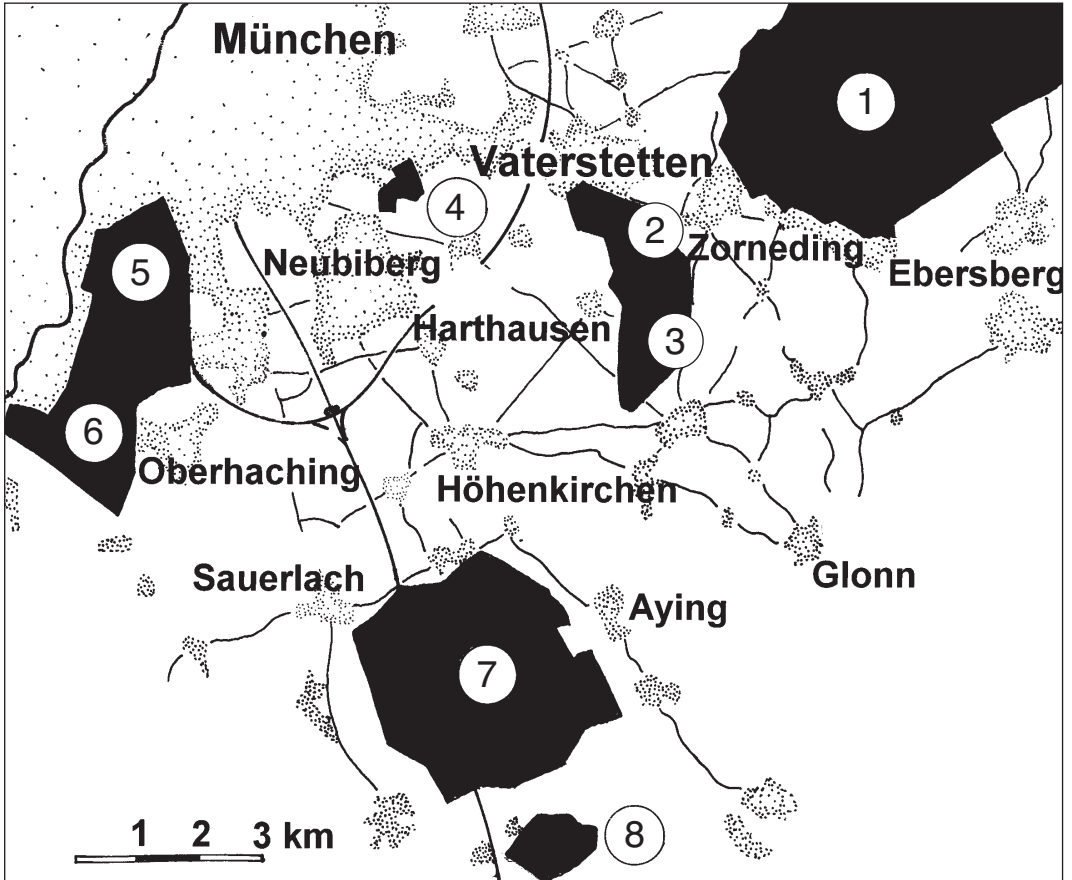 München
1
Vaterstetten
4
2
Zorneding
5
Neubiberg
Ebersberg
Harthausen
3
6
Oberhaching
Höhenkirchen
Sauerlach
Glonn
Aying
7
1 2 3 km
8